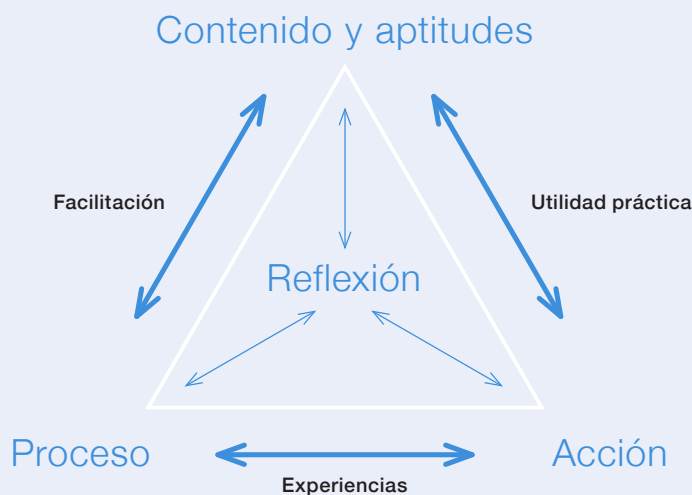 Contenido y aptitudes
Facilitación
Utilidad práctica
Reflexión
Proceso
Acción
Experiencias